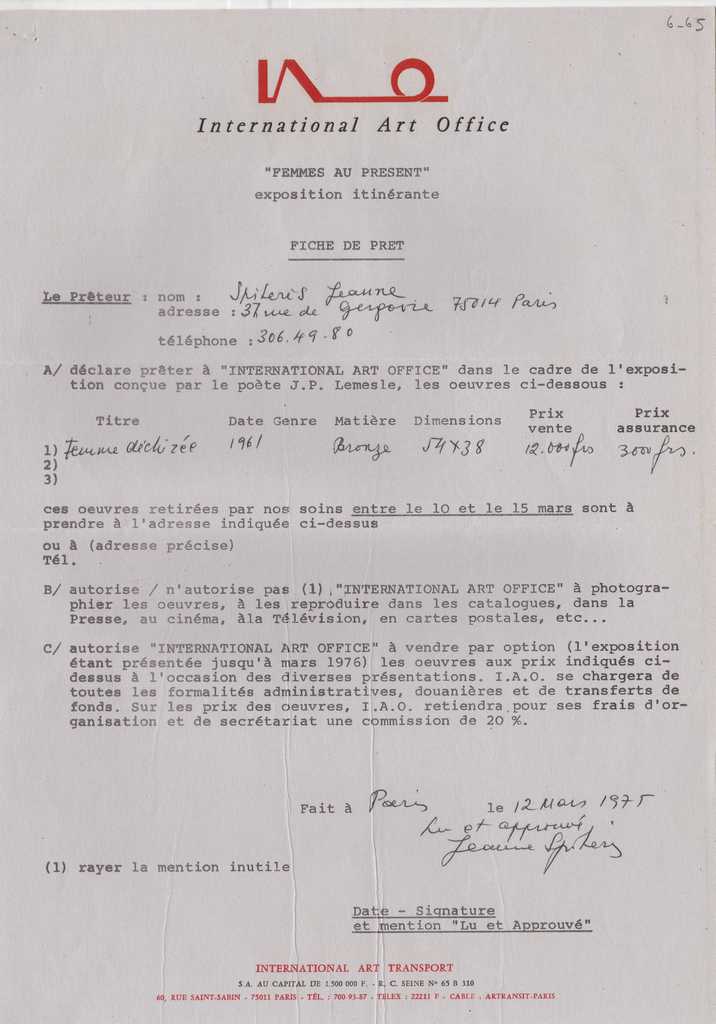 6-65
IAO
International Art Office
"FEMMES AU PRESENT"
exposition itinérante
FICHE DE PRET
Le Prêteur : nom : Spiteris Jeanne
adresse : 37 rue de Gergovie 75014 Paris
téléphone : 306.49.80
A/ déclare prêter à "INTERNATIONAL ART OFFICE" dans le cadre de l'exposi-
tion conçue par le poète J.P. Lemesle, les oeuvres ci-dessous :
Titre Date Genre Matière Dimensions Prix vente Prix assurance
1) Femme déchirée 1961 Bronze 54x38 12.000frs 3000frs.
2)
3)
ces oeuvres retirées par nos soins entre le 10 et le 15 mars sont à
prendre à l'adresse indiquée ci-dessus
ou à (adresse précise)
Tél.
B/ autorise / n'autorise pas (1) "INTERNATIONAL ART OFFICE" à photogra-
phier les oeuvres, à les reproduire dans les catalogues, dans la
Presse, au cinéma, àla Télévision, en cartes postales, etc...
C/ autorise "INTERNATIONAL ART OFFICE" à vendre par option (l'exposition
étant présentée jusqu'à mars 1976) les oeuvres aux prix indiqués ci-
dessus à l'occasion des diverses présentations. I.A.O. se chargera de
toutes les formalités administratives, douanières et de transferts de
fonds. Sur les prix des oeuvres, I.A.O. retiendra pour ses frais d'or-
ganisation et de secrétariat une commission de 20 %.
Fait à Paris le 12 Mars 1975
Lu et approuvé
Jeanne Spiteris
(1) rayer la mention inutile
Date - Signature
et mention "Lu et Approuvé"
INTERNATIONAL ART TRANSPORT
S.A. AU CAPITAL DE 1.500 000 F. - R. C. SEINE N° 65 B 310
60, RUE SAINT-SABIN - 75011 PARIS - TÉL. : 700 93-87 - TELEX : 22211 F - CABLE : ARTRANSIT-PARIS